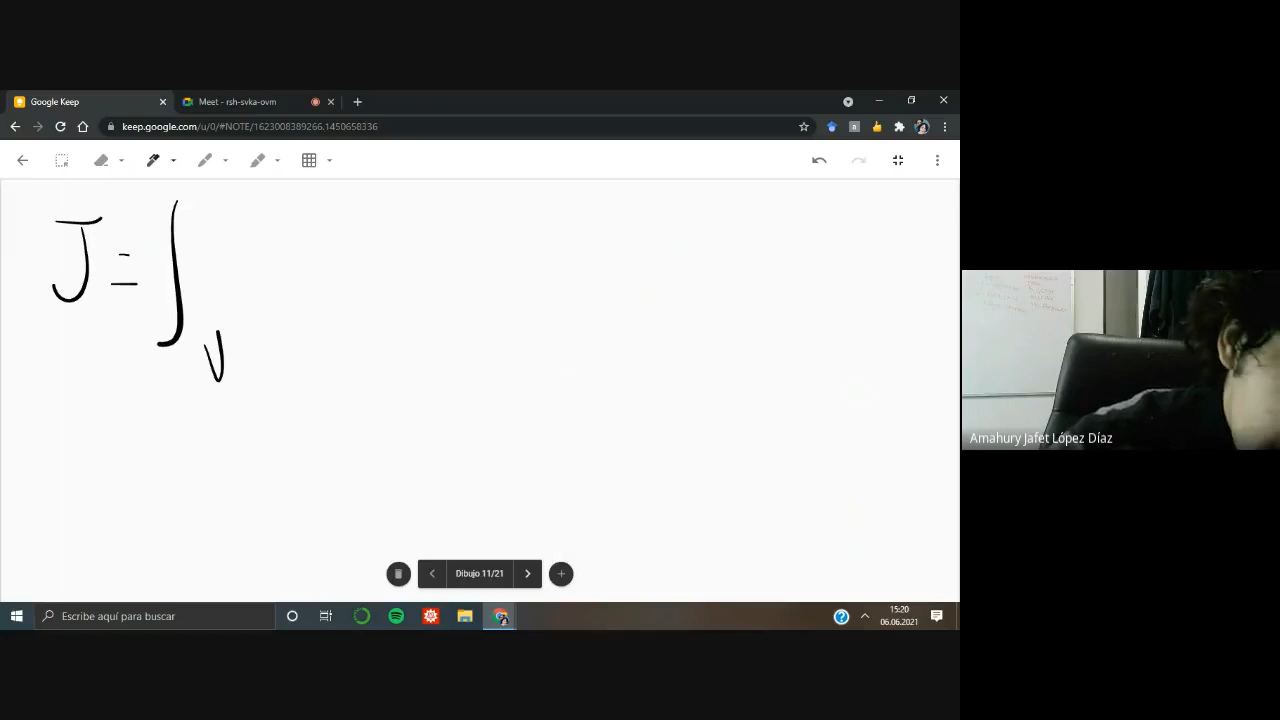 Google Keep
Meet - rsh-svka-ovm
keep.google.com/u/0/#NOTE/1623008389266.1450658336
J = ∫
V
Amahury Jafet López Díaz
Dibujo 11/21
Escribe aquí para buscar
15:20
06.06.2021